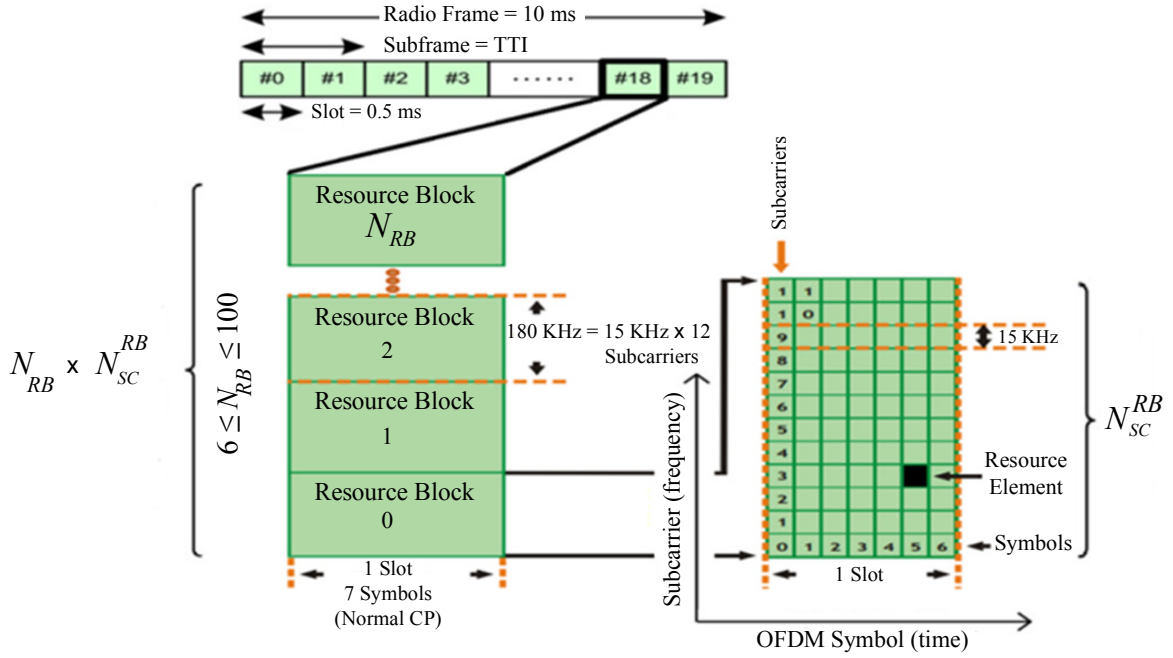 Radio Frame = 10 ms
Subframe = TTI
#0 #1 #2 #3 ...... #18 #19
Slot = 0.5 ms
Resource Block
N_RB
Resource Block
2
Resource Block
1
Resource Block
0
N_RB x N_SC^RB
6 ≤ N_RB ≤ 100
180 KHz = 15 KHz x 12
Subcarriers
1 Slot
7 Symbols
(Normal CP)
Subcarriers
1 1
1 0
9
8
7
6
5
4
3
2
1
0 1 2 3 4 5 6
15 KHz
N_SC^RB
Resource
Element
Symbols
1 Slot
Subcarrier (frequency)
OFDM Symbol (time)